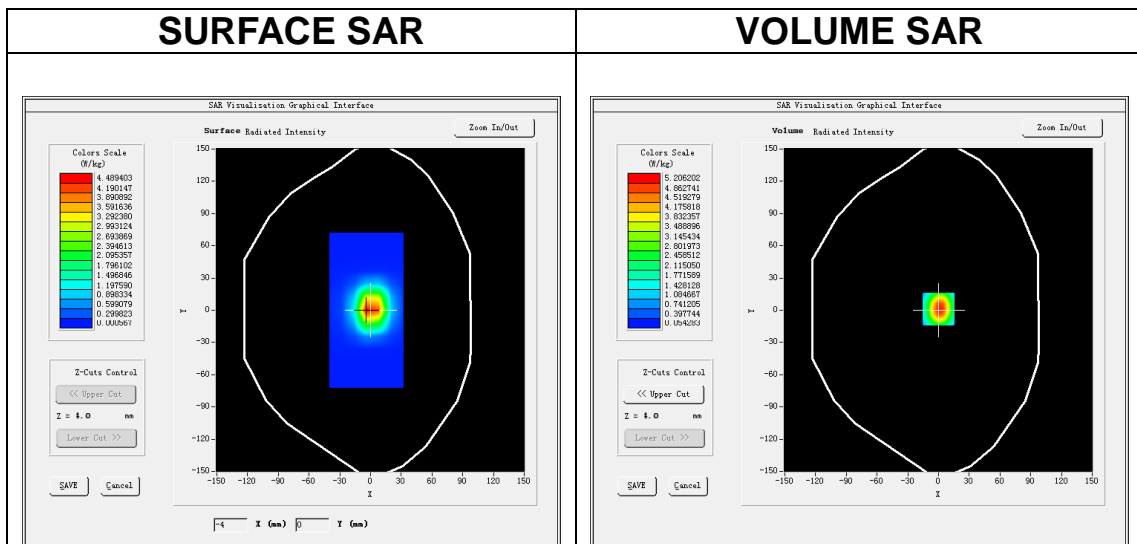 SURFACE SAR
VOLUME SAR
SAR Visualisation Graphical Interface
Surface Radiated Intensity
Zoom In/Out
Colors Scale
(W/kg)
4.489403
4.190147
3.890892
3.591636
3.292380
2.993124
2.693869
2.394613
2.095357
1.796102
1.496846
1.197590
0.898334
0.599079
0.299823
0.000567
150
120
90
60
30
0
-30
-60
-90
-120
-150
Y
-150 -120 -90 -60 -30 0 30 60 90 120 150
X
Z-Cuts Control
<< Upper Cut
Z = 4.0 mm
Lower Cut >>
SAVE Cancel
-4 X (mm) 0 Y (mm)
SAR Visualisation Graphical Interface
Volume Radiated Intensity
Zoom In/Out
Colors Scale
(W/kg)
5.206202
4.862741
4.519279
4.175818
3.832357
3.488896
3.145434
2.801973
2.458512
2.115050
1.771589
1.428128
1.084667
0.741205
0.397744
0.054283
150
120
90
60
30
0
-30
-60
-90
-120
-150
Y
-150 -120 -90 -60 -30 0 30 60 90 120 150
X
Z-Cuts Control
<< Upper Cut
Z = 4.0 mm
Lower Cut >>
SAVE Cancel